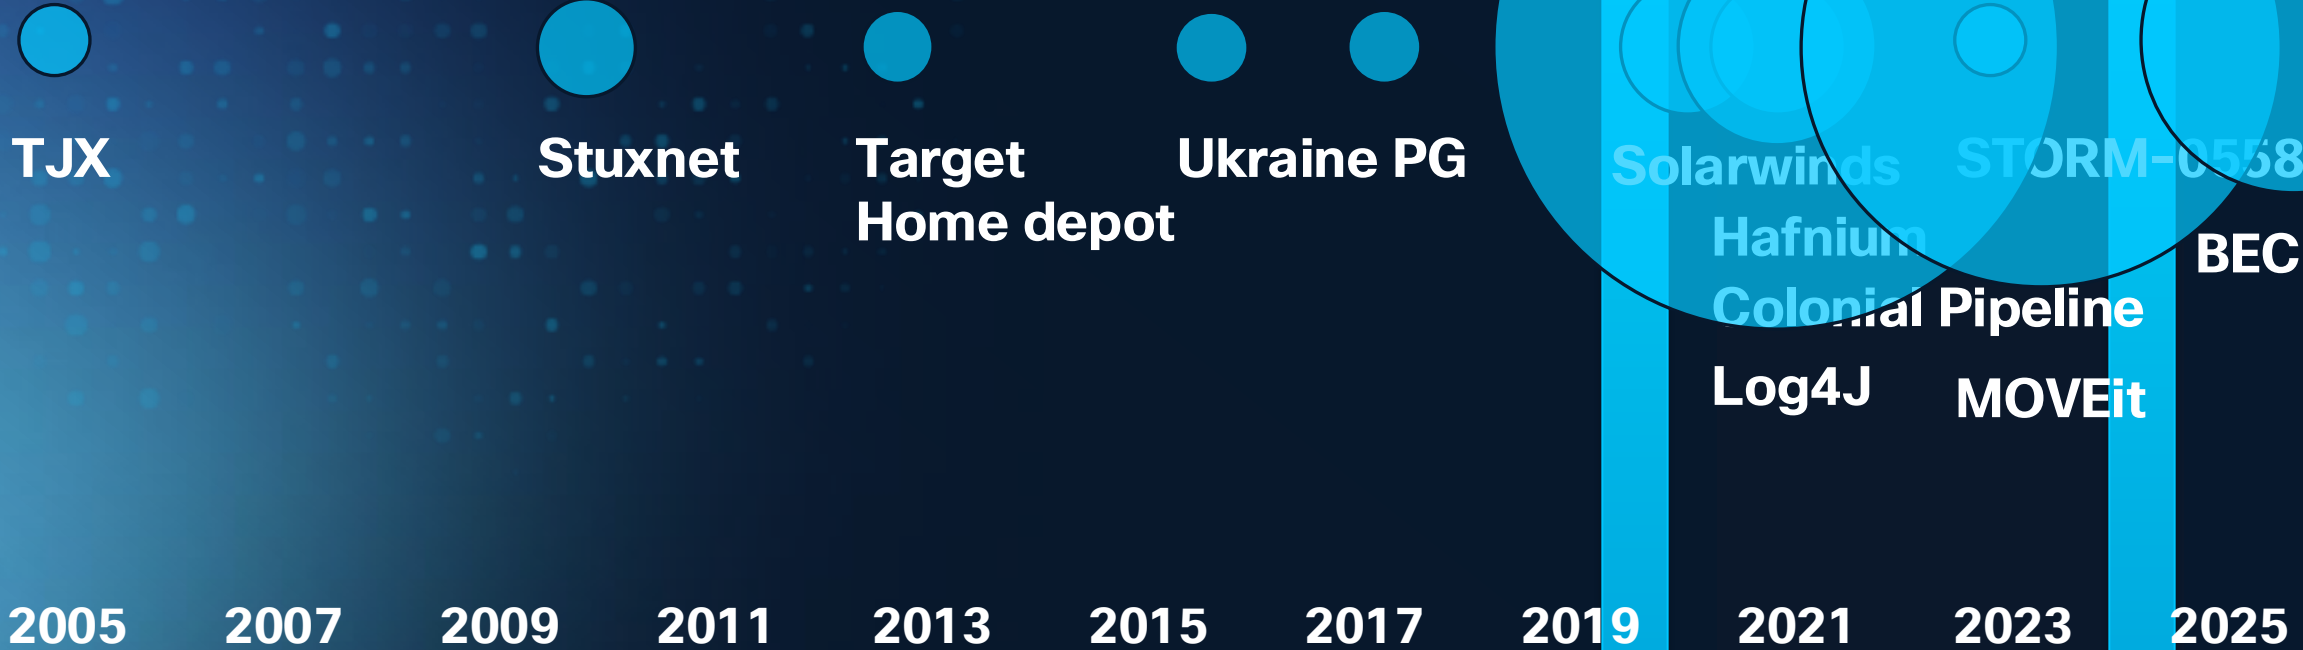 TJX
Stuxnet
Target
Home depot
Ukraine PG
Solarwinds
Hafnium
Colonial Pipeline
Log4J
STORM-0558
MOVEit
BEC
2005 2007 2009 2011 2013 2015 2017 2019 2021 2023 2025